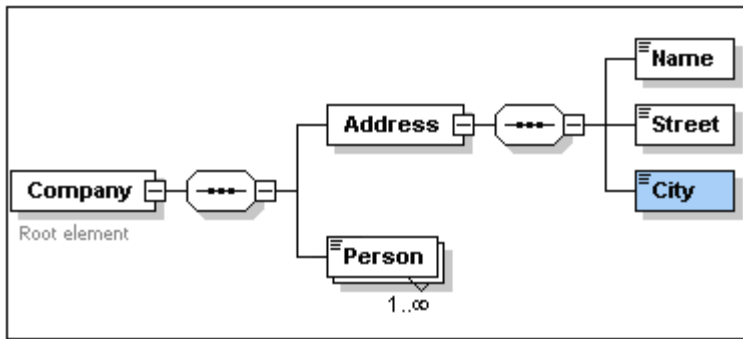 Name
Address
Street
Company
City
Root element
Person
1..∞